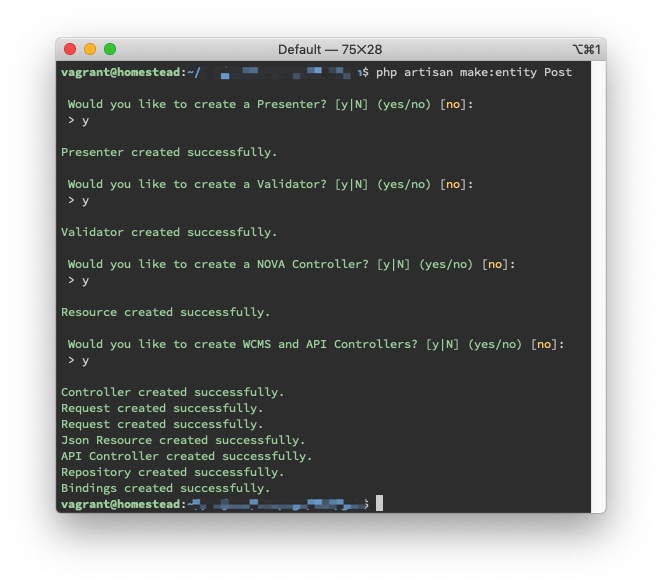 Default — 75×28
⌥⌘1
vagrant@homestead:~/ $ php artisan make:entity Post
Would you like to create a Presenter? [y|N] (yes/no) [no]:
> y
Presenter created successfully.
Would you like to create a Validator? [y|N] (yes/no) [no]:
> y
Validator created successfully.
Would you like to create a NOVA Controller? [y|N] (yes/no) [no]:
> y
Resource created successfully.
Would you like to create WCMS and API Controllers? [y|N] (yes/no) [no]:
> y
Controller created successfully.
Request created successfully.
Request created successfully.
Json Resource created successfully.
API Controller created successfully.
Repository created successfully.
Bindings created successfully.
vagrant@homestead:~ $